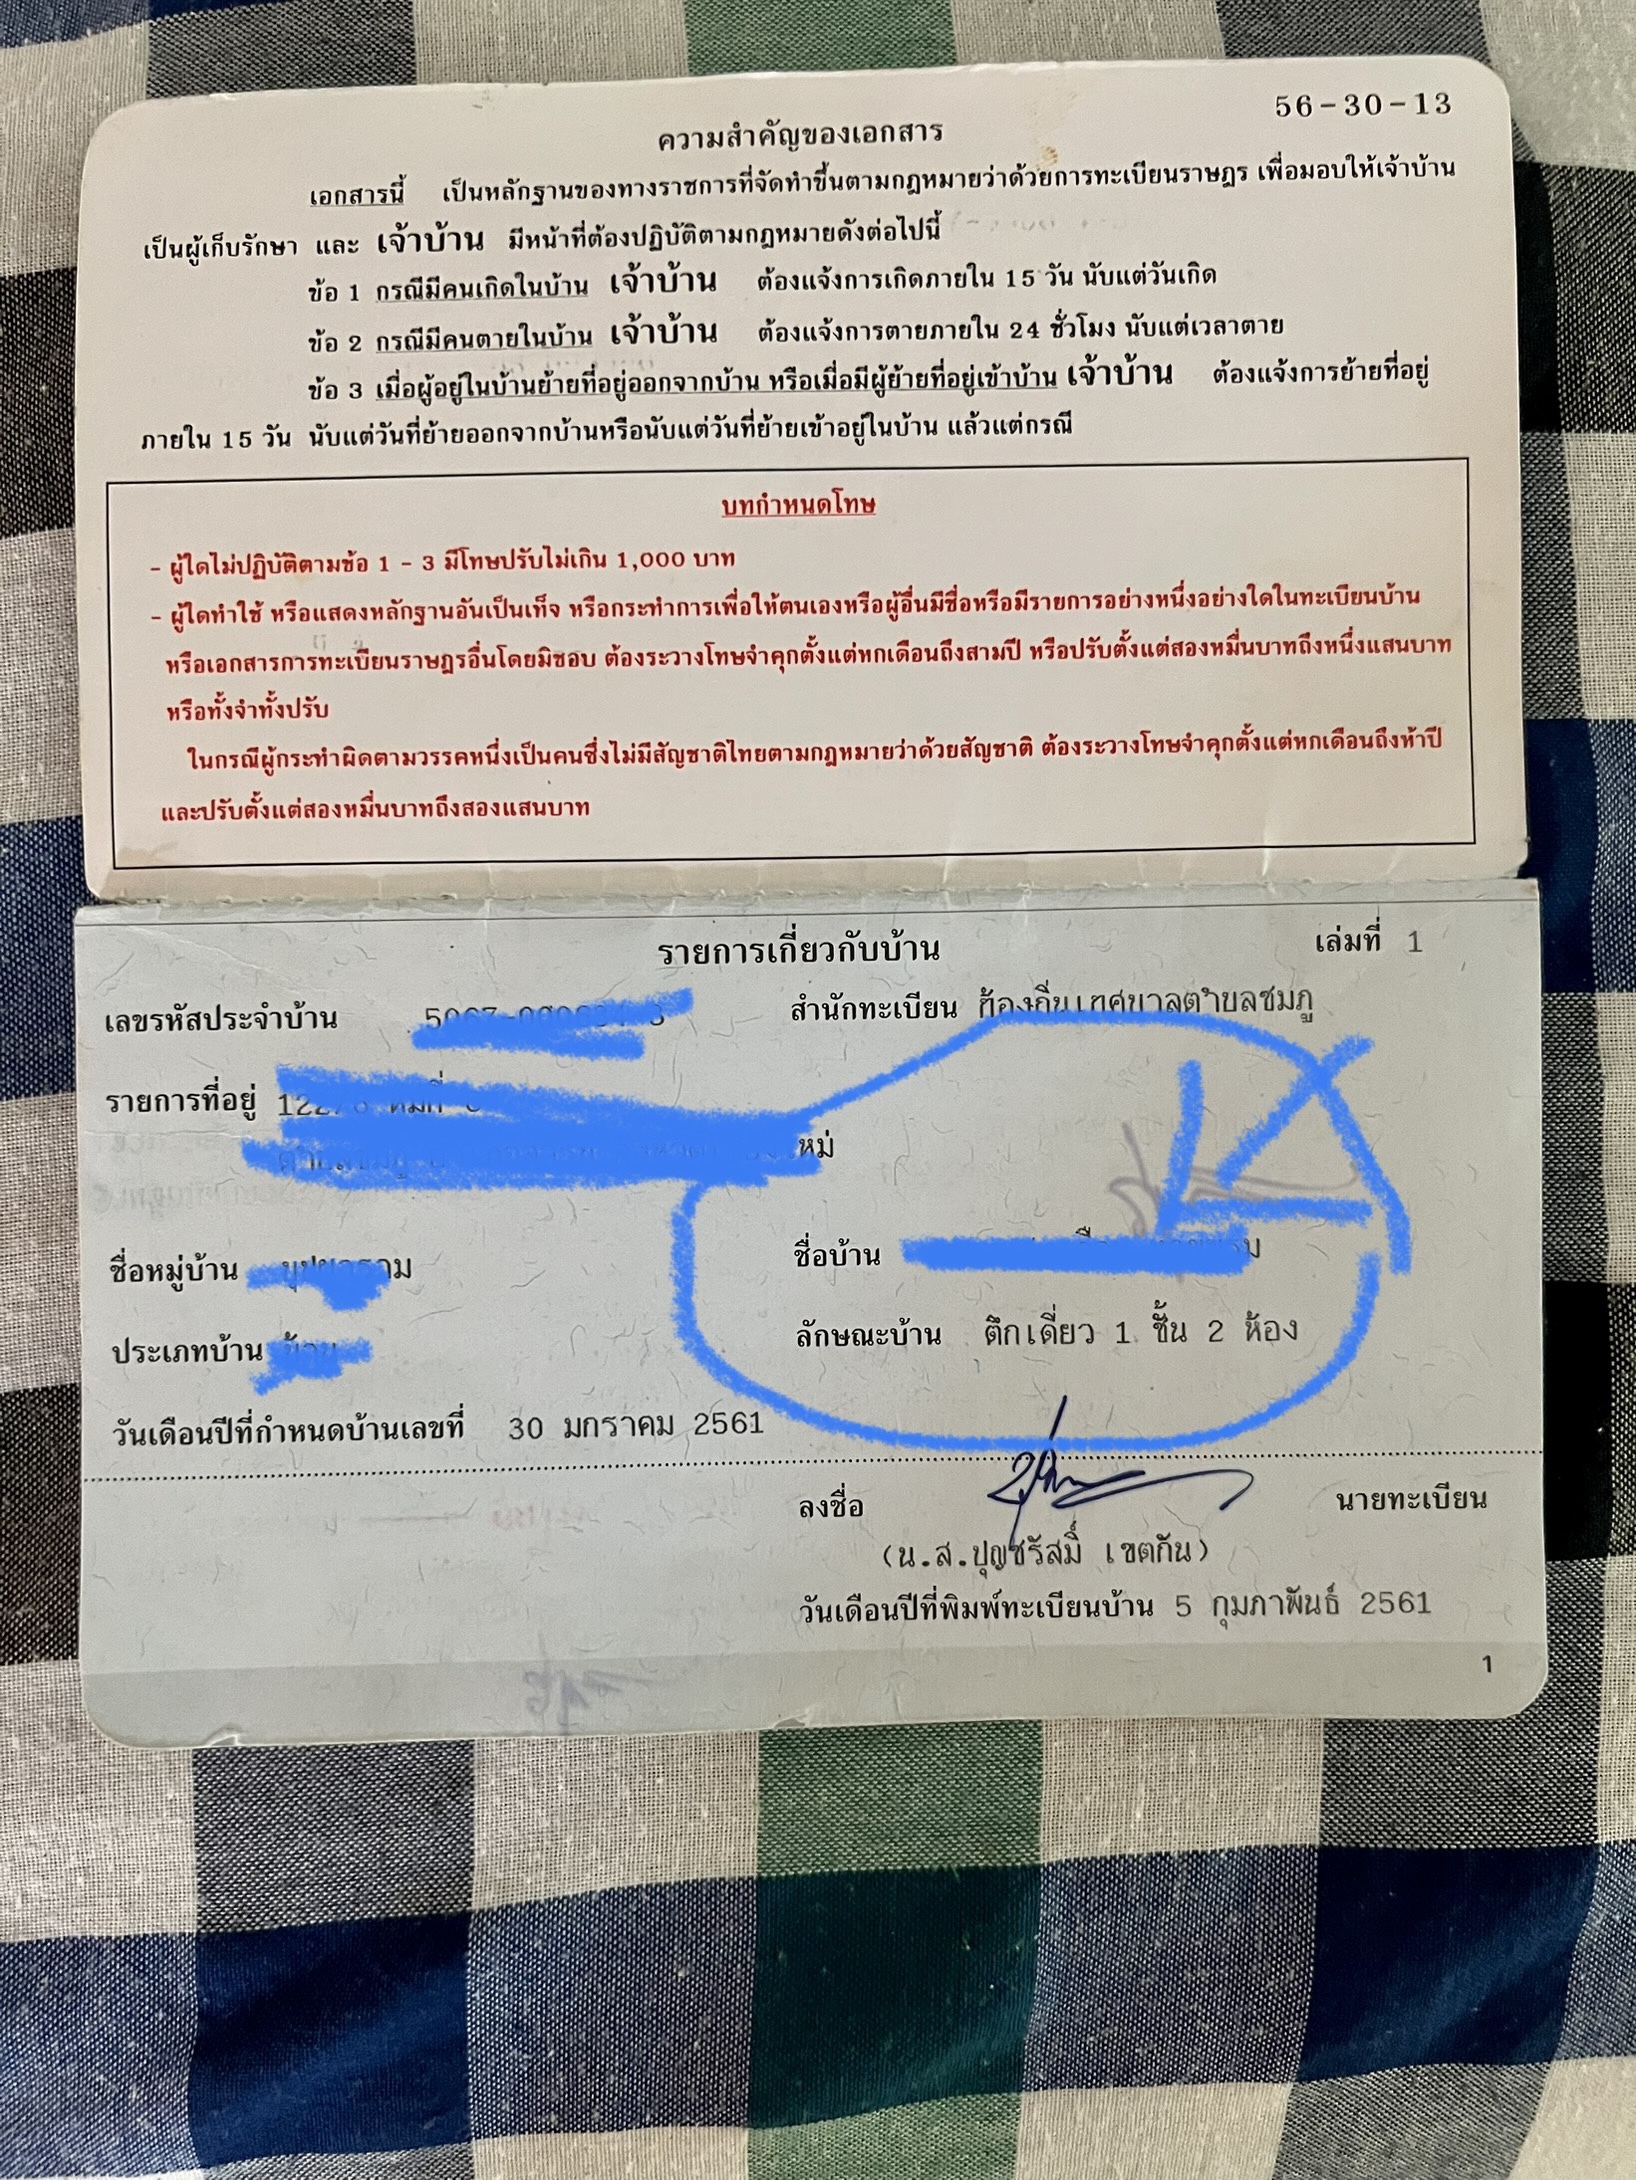 56-30-13
ความสำคัญของเอกสาร
เอกสารนี้ เป็นหลักฐานของทางราชการที่จัดทำขึ้นตามกฎหมายว่าด้วยการทะเบียนราษฎร เพื่อมอบให้เจ้าบ้าน
เป็นผู้เก็บรักษา และ เจ้าบ้าน มีหน้าที่ต้องปฏิบัติตามกฎหมายดังต่อไปนี้
ข้อ 1 กรณีมีคนเกิดในบ้าน เจ้าบ้าน ต้องแจ้งการเกิดภายใน 15 วัน นับแต่วันเกิด
ข้อ 2 กรณีมีคนตายในบ้าน เจ้าบ้าน ต้องแจ้งการตายภายใน 24 ชั่วโมง นับแต่เวลาตาย
ข้อ 3 เมื่อผู้อยู่ในบ้านย้ายที่อยู่ออกจากบ้าน หรือเมื่อมีผู้ย้ายที่อยู่เข้าบ้าน เจ้าบ้าน ต้องแจ้งการย้ายที่อยู่
ภายใน 15 วัน นับแต่วันที่ย้ายออกจากบ้านหรือนับแต่วันที่ย้ายเข้าอยู่ในบ้าน แล้วแต่กรณี
บทกำหนดโทษ
- ผู้ใดไม่ปฏิบัติตามข้อ 1 - 3 มีโทษปรับไม่เกิน 1,000 บาท
- ผู้ใดทำใช้ หรือแสดงหลักฐานอันเป็นเท็จ หรือกระทำการเพื่อให้ตนเองหรือผู้อื่นมีชื่อหรือมีรายการอย่างหนึ่งอย่างใดในทะเบียนบ้าน
หรือเอกสารการทะเบียนราษฎรอื่นโดยมิชอบ ต้องระวางโทษจำคุกตั้งแต่หกเดือนถึงสามปี หรือปรับตั้งแต่สองหมื่นบาทถึงหนึ่งแสนบาท
หรือทั้งจำทั้งปรับ
ในกรณีผู้กระทำผิดตามวรรคหนึ่งเป็นคนซึ่งไม่มีสัญชาติไทยตามกฎหมายว่าด้วยสัญชาติ ต้องระวางโทษจำคุกตั้งแต่หกเดือนถึงห้าปี
และปรับตั้งแต่สองหมื่นบาทถึงสองแสนบาท
รายการเกี่ยวกับบ้าน เล่มที่ 1
เลขรหัสประจำบ้าน สำนักทะเบียน ท้องถิ่นเทศบาลตำบลชมภู
รายการที่อยู่
ชื่อหมู่บ้าน ชื่อบ้าน
ประเภทบ้าน ลักษณะบ้าน ตึกเดี่ยว 1 ชั้น 2 ห้อง
วันเดือนปีที่กำหนดบ้านเลขที่ 30 มกราคม 2561
ลงชื่อ นายทะเบียน
(น.ส.ปุญชรัสมิ์ เขตกัน)
วันเดือนปีที่พิมพ์ทะเบียนบ้าน 5 กุมภาพันธ์ 2561
1